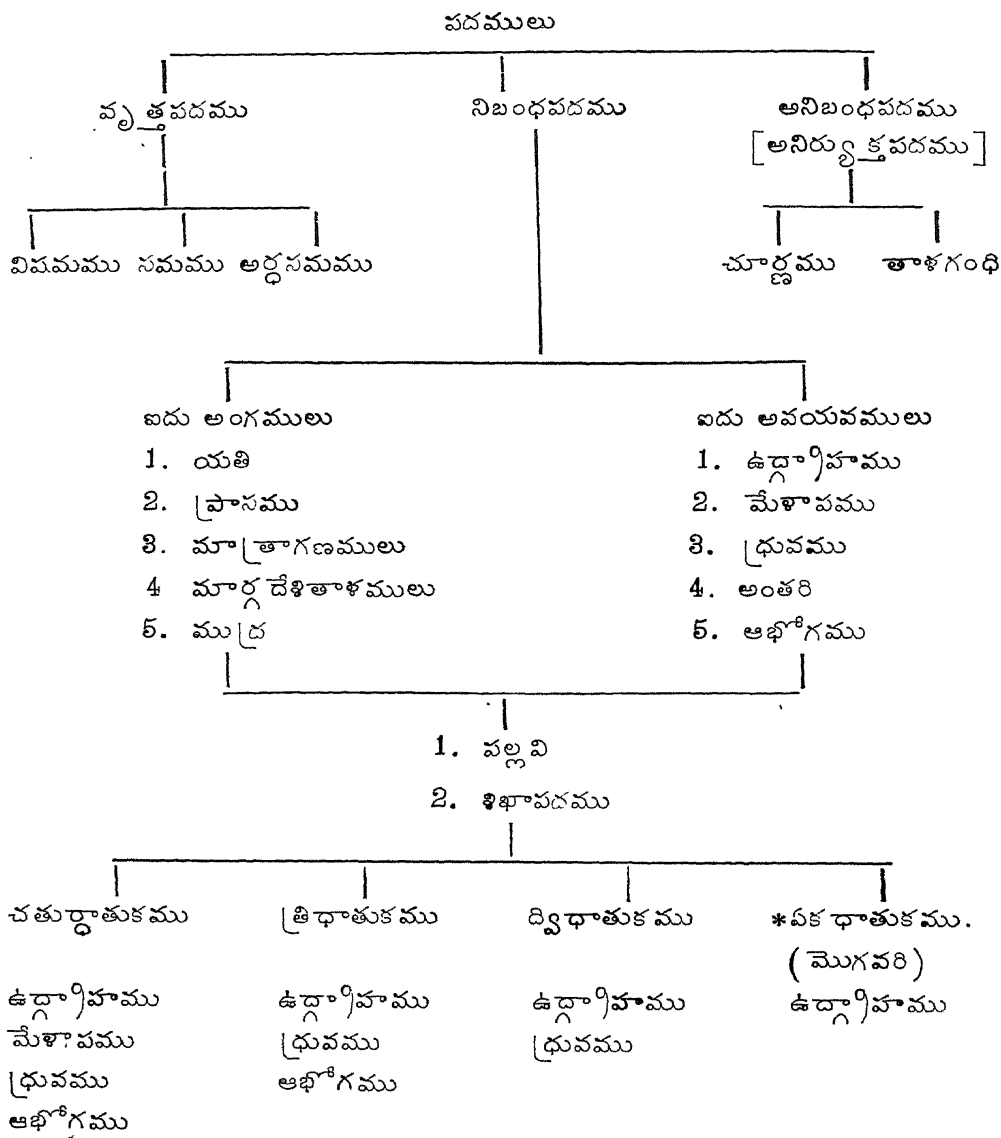 పదములు
వృత్తపదము నిబంధపదము అనిబంధపదము
[అనిర్యుక్తపదము]
విషమము సమము అర్ధసమము చూర్ణము తాళగంధి
ఐదు అంగములు ఐదు అవయవములు
1. యతి 1. ఉద్గ్రాహము
2. ప్రాసము 2. మేళాపము
3. మాత్రాగణములు 3. ధ్రువము
4 మార్గదేశితాళములు 4. అంతరి
5. ముద్ర 5. ఆభోగము
1. పల్లవి
2. శిఖాపదము
చతుర్ధాతుకము త్రిధాతుకము ద్విధాతుకము *ఏకధాతుకము.
(మొగవరి)
ఉద్గ్రాహము ఉద్గ్రాహము ఉద్గ్రాహము ఉద్గ్రాహము
మేళాపము ధ్రువము ధ్రువము
ధ్రువము ఆభోగము
ఆభోగము